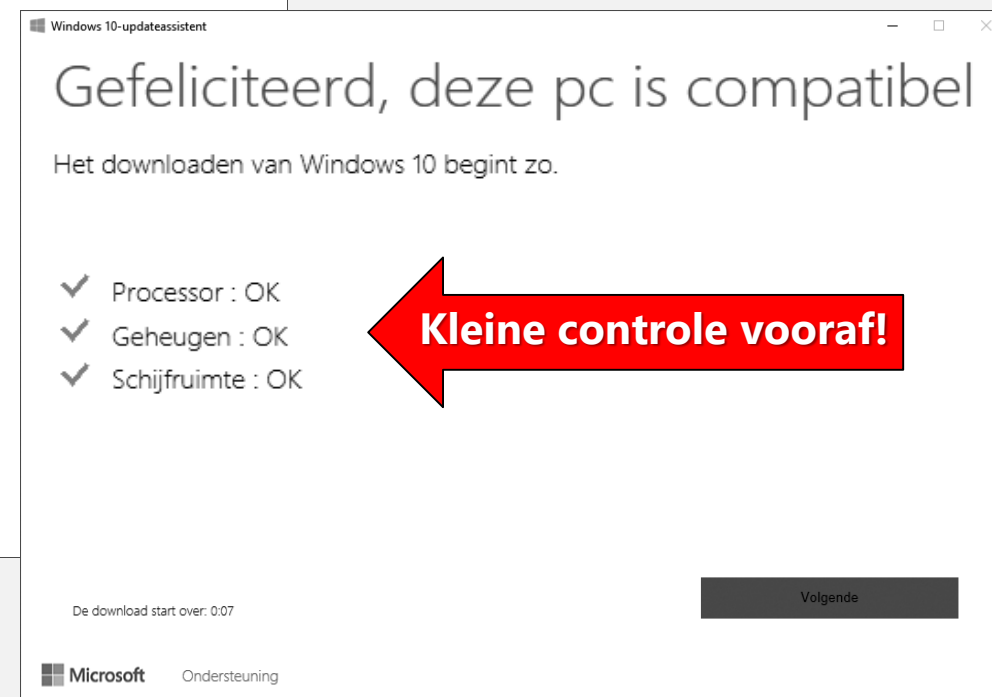 Windows 10-updateassistent
Gefeliciteerd, deze pc is compatibel
Het downloaden van Windows 10 begint zo.
Processor : OK
Geheugen : OK
Schijfruimte : OK
Kleine controle vooraf!
De download start over: 0:07
Volgende
Microsoft
Ondersteuning